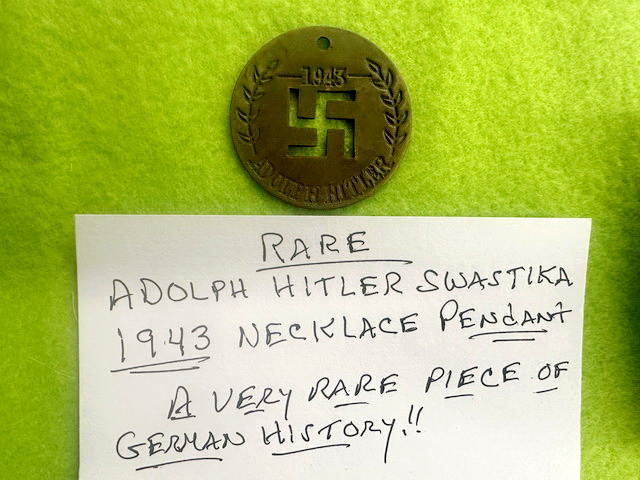 1943
ADOLPH HITLER
RARE
ADOLPH HITLER SWASTIKA
1943 NECKLACE PENDANT
A VERY RARE PIECE OF
GERMAN HISTORY!!